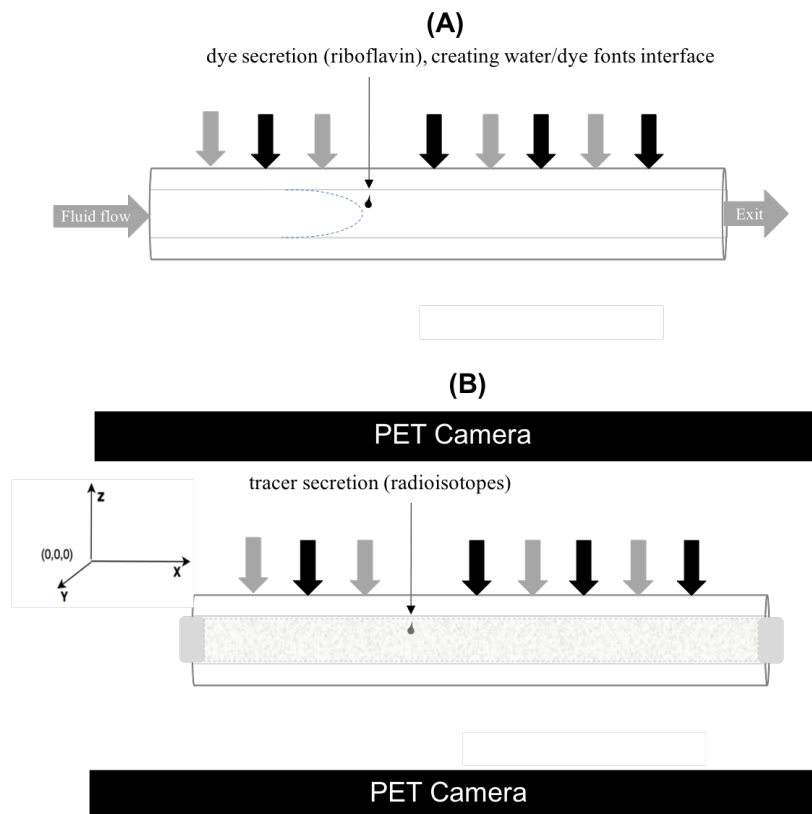 (A)
dye secretion (riboflavin), creating water/dye fonts interface
Fluid flow
Exit
(B)
PET Camera
tracer secretion (radioisotopes)
Z
(0,0,0)
X
Y
PET Camera